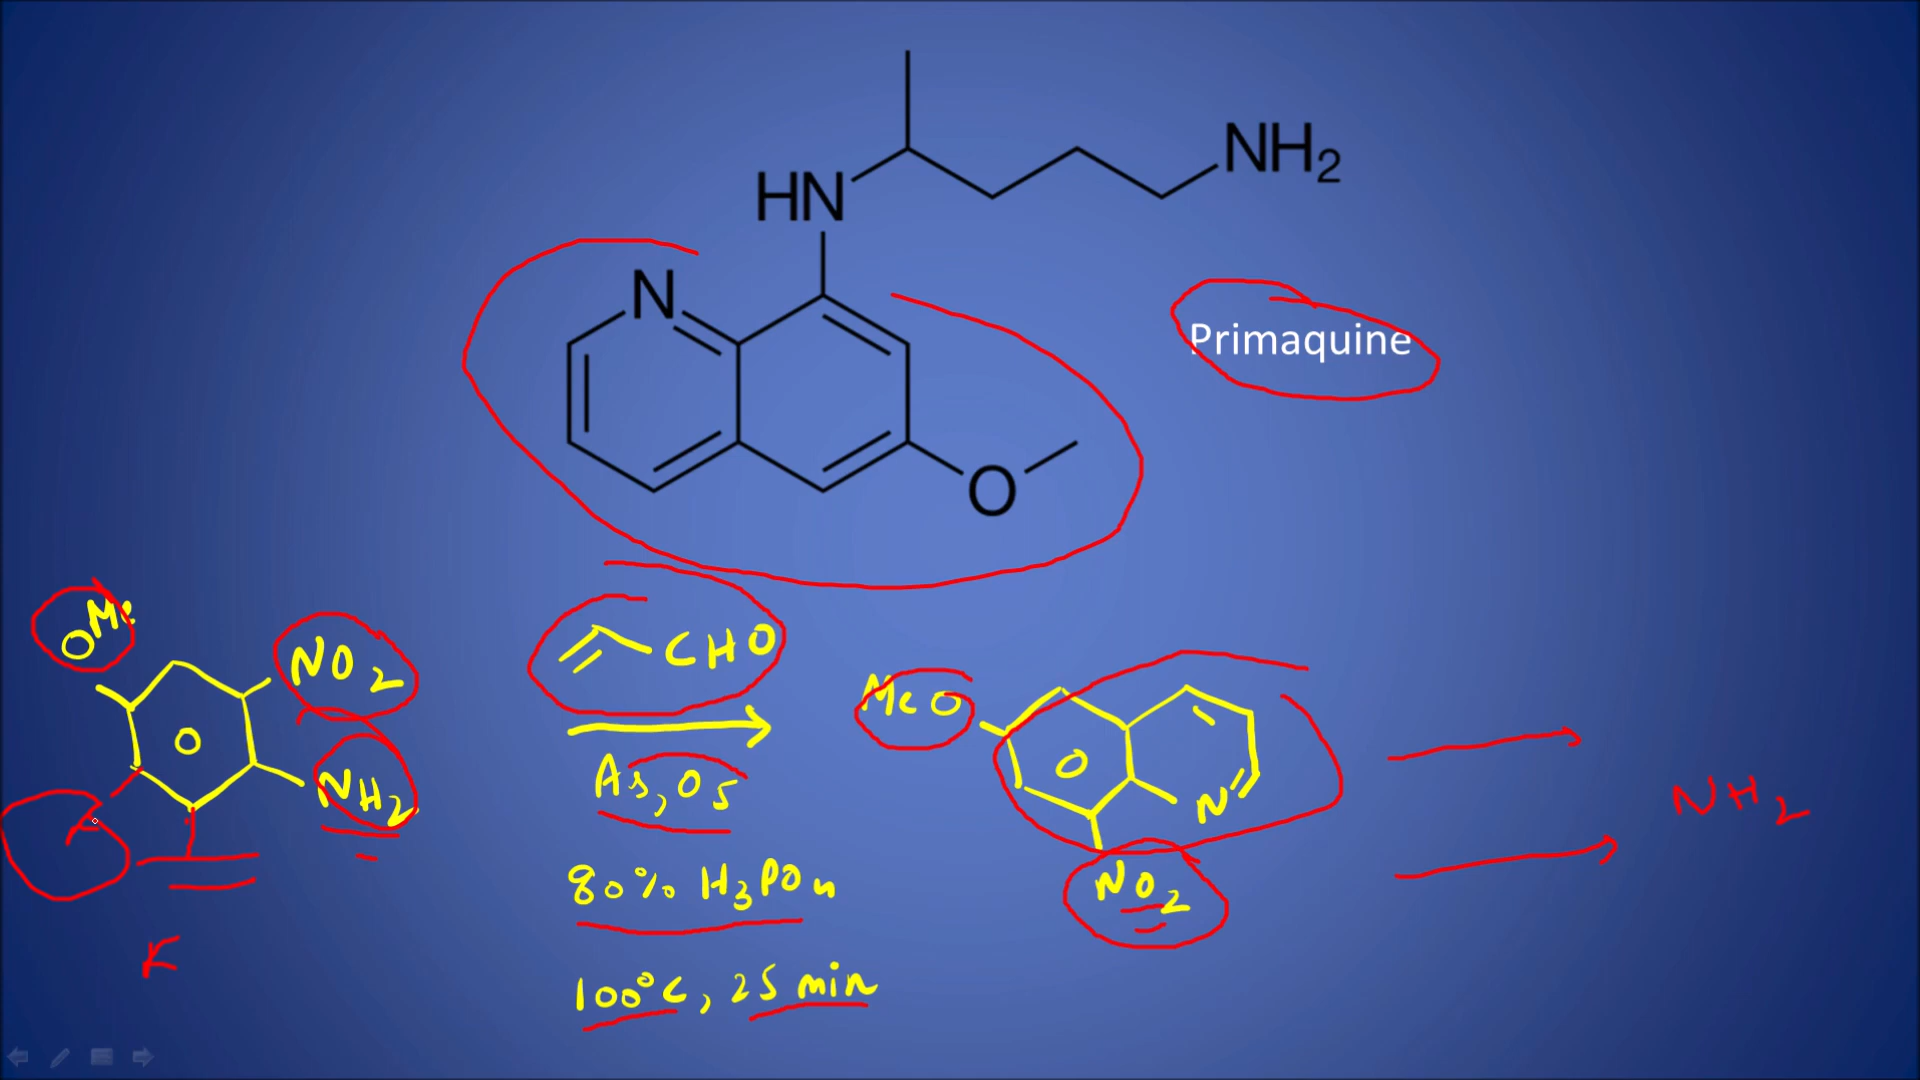 NH2
HN
N
Primaquine
O
OMe
NO2
NH2
CHO
As2O5
80% H3PO4
100°C, 25 min
MeO
N
NO2
NH2